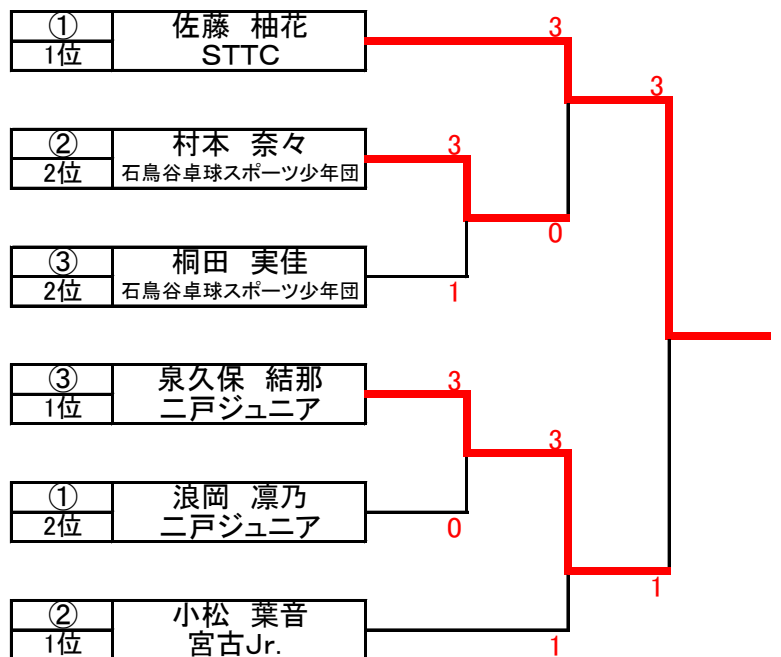 ① 佐藤 柚花
1位 STTC
3
3
② 村本 奈々
2位 石鳥谷卓球スポーツ少年団
3
0
③ 桐田 実佳
2位 石鳥谷卓球スポーツ少年団
1
③ 泉久保 結那
1位 二戸ジュニア
3
3
① 浪岡 凛乃
2位 二戸ジュニア
0
1
② 小松 葉音
1位 宮古Jr.
1